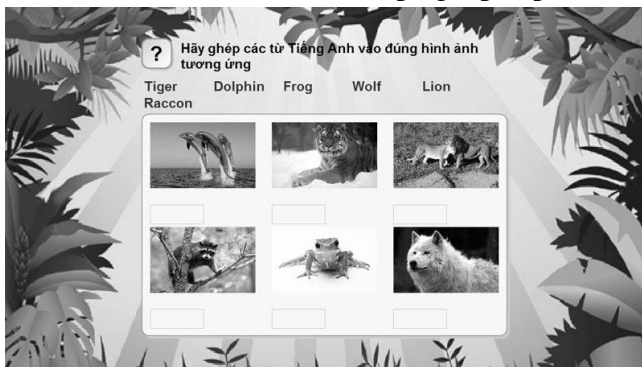 ?
Hãy ghép các từ Tiếng Anh vào đúng hình ảnh
tương ứng
Tiger Dolphin Frog Wolf Lion
Raccon